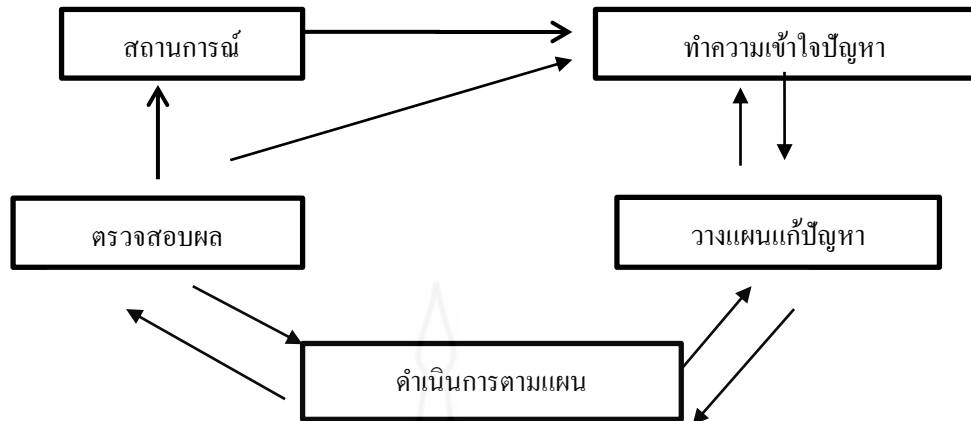 สถานการณ์
ทำความเข้าใจปัญหา
ตรวจสอบผล
วางแผนแก้ปัญหา
ดำเนินการตามแผน